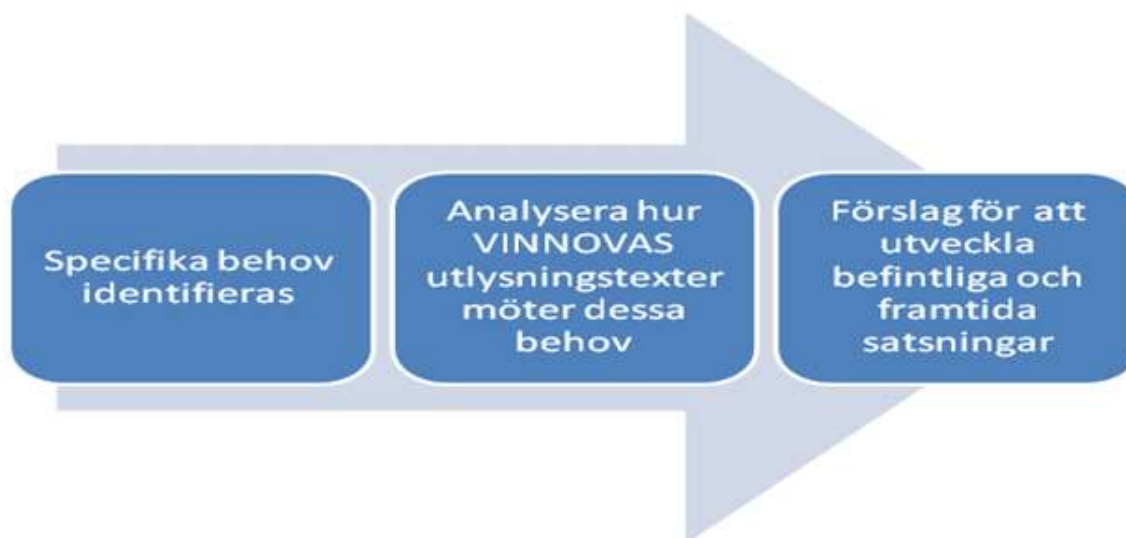 Specifika behov
identifieras
Analysera hur
VINNOVAS
utlysningstexter
möter dessa
behov
Förslag för att
utveckla
befintliga och
framtida
satsningar